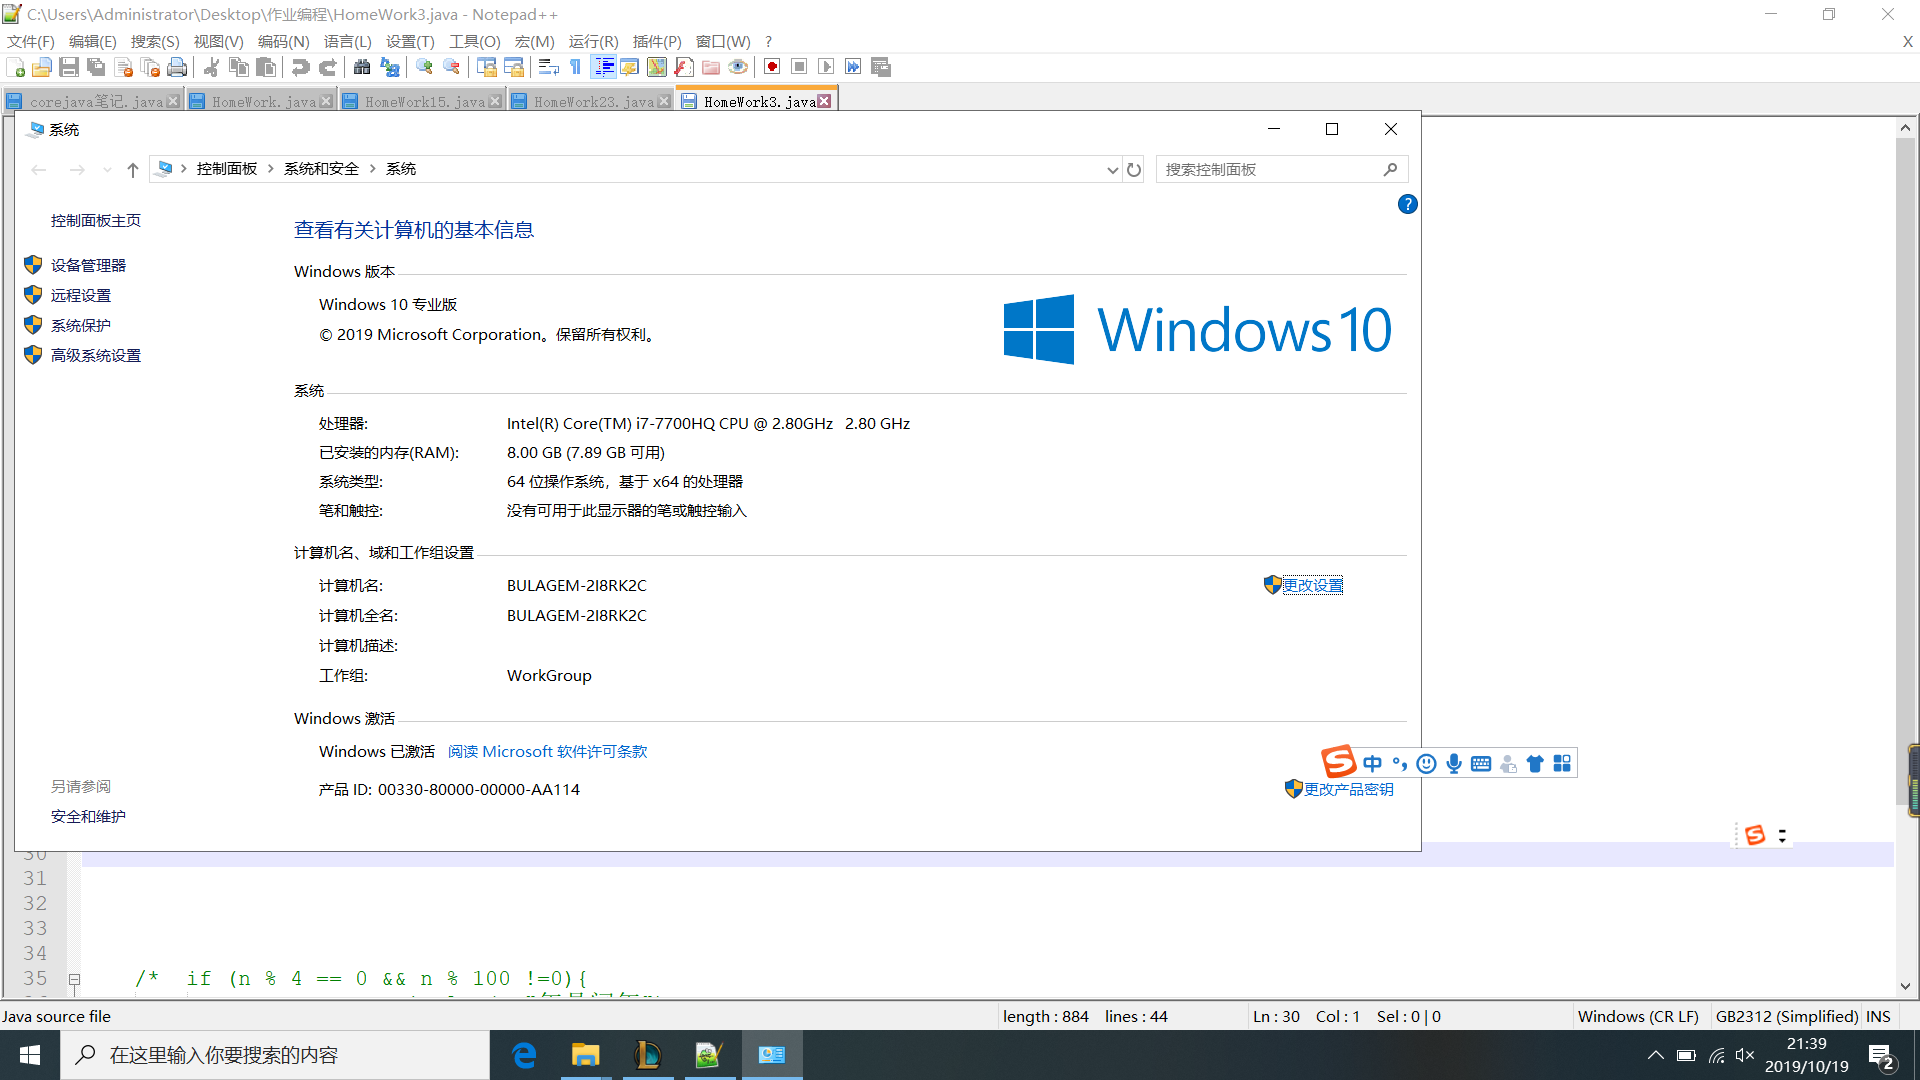 C:\Users\Administrator\Desktop\作业编程\HomeWork3.java - Notepad++
文件(F) 编辑(E) 搜索(S) 视图(V) 编码(N) 语言(L) 设置(T) 工具(O) 宏(M) 运行(R) 插件(P) 窗口(W) ? X
corejava笔记.java HomeWork.java HomeWork15.java HomeWork23.java HomeWork3.java
系统
控制面板 系统和安全 系统 搜索控制面板
控制面板主页
设备管理器
远程设置
系统保护
高级系统设置
另请参阅
安全和维护
查看有关计算机的基本信息
Windows 版本
Windows 10 专业版
© 2019 Microsoft Corporation。保留所有权利。
Windows 10
系统
处理器: Intel(R) Core(TM) i7-7700HQ CPU @ 2.80GHz 2.80 GHz
已安装的内存(RAM): 8.00 GB (7.89 GB 可用)
系统类型: 64 位操作系统，基于 x64 的处理器
笔和触控: 没有可用于此显示器的笔或触控输入
计算机名、域和工作组设置
计算机名: BULAGEM-2I8RK2C 更改设置
计算机全名: BULAGEM-2I8RK2C
计算机描述:
工作组: WorkGroup
Windows 激活
Windows 已激活 阅读 Microsoft 软件许可条款
中
产品 ID: 00330-80000-00000-AA114 更改产品密钥
30
31
32
33
34
35 /* if (n % 4 == 0 && n % 100 !=0){
Java source file length : 884 lines : 44 Ln : 30 Col : 1 Sel : 0 | 0 Windows (CR LF) GB2312 (Simplified) INS
在这里输入你要搜索的内容
21:39
2019/10/19
2